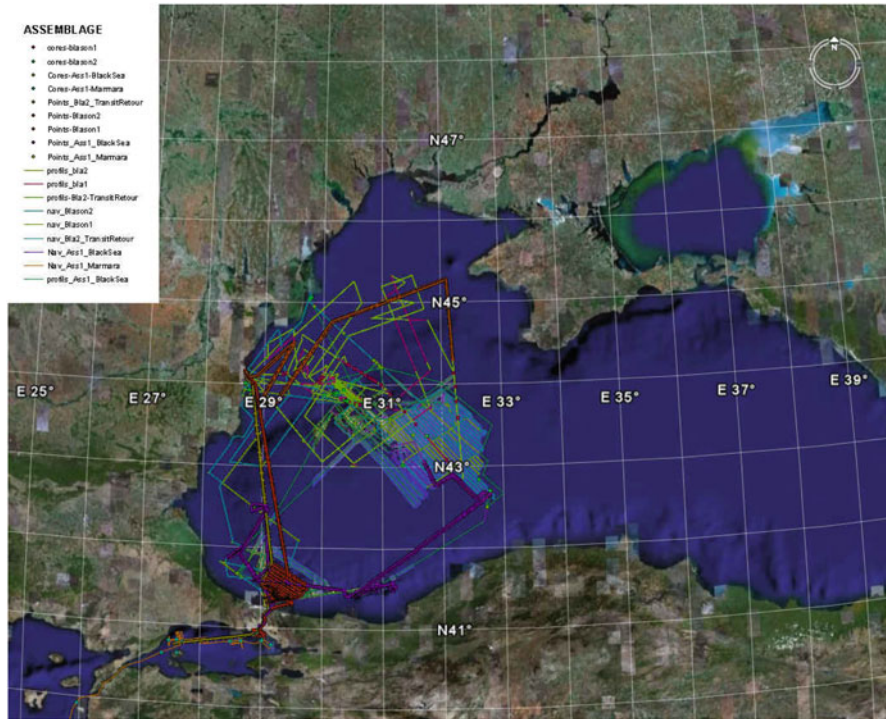 ASSEMBLAGE
cores-blason1
cores-blason2
Cores-Ass1-BlackSea
Cores-Ass1-Marmara
Points_Bla2_TransitRetour
Points-Blason2
Points-Blason1
Points_Ass1_BlackSea
Points_Ass1_Marmara
profils_bla2
profils_bla1
profils-Bla2-TransitRetour
nav_Blason2
nav_Blason1
nav_Bla2_TransitRetour
Nav_Ass1_BlackSea
Nav_Ass1_Marmara
profils_Ass1_BlackSea
N
N47°
N45°
E 25° E 27° E 29° E 31° E 33° E 35° E 37° E 39°
N43°
N41°